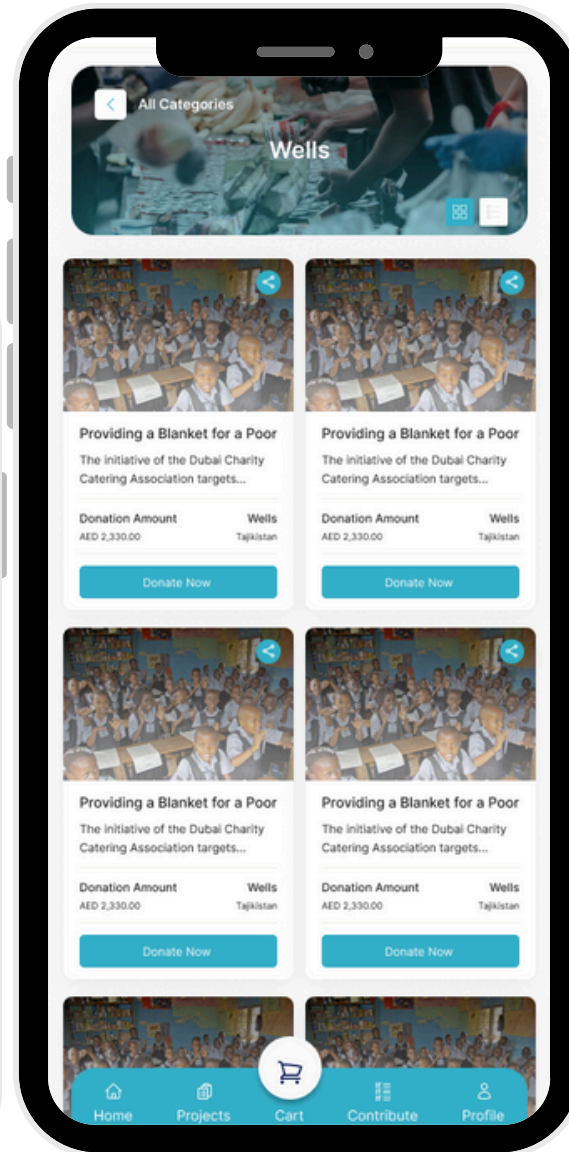 All Categories
Wells
Providing a Blanket for a Poor
The initiative of the Dubai Charity
Catering Association targets...
Donation Amount Wells
AED 2,330.00 Tajikistan
Donate Now
Providing a Blanket for a Poor
The initiative of the Dubai Charity
Catering Association targets...
Donation Amount Wells
AED 2,330.00 Tajikistan
Donate Now
Providing a Blanket for a Poor
The initiative of the Dubai Charity
Catering Association targets...
Donation Amount Wells
AED 2,330.00 Tajikistan
Donate Now
Providing a Blanket for a Poor
The initiative of the Dubai Charity
Catering Association targets...
Donation Amount Wells
AED 2,330.00 Tajikistan
Donate Now
Home Projects Cart Contribute Profile